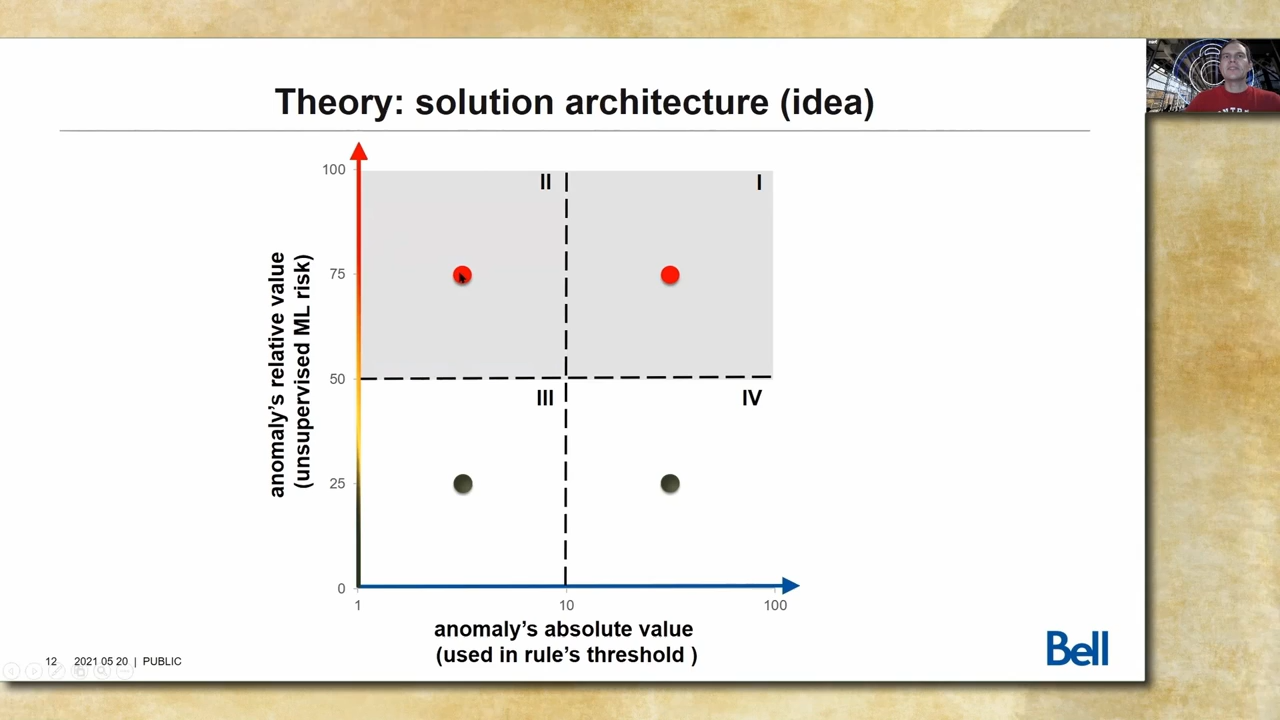 Theory: solution architecture (idea)
100
II
I
75
anomaly's relative value
(unsupervised ML risk)
50
III
IV
25
0
1
10
100
anomaly's absolute value
(used in rule's threshold )
12 2021 05 20 | PUBLIC
Bell